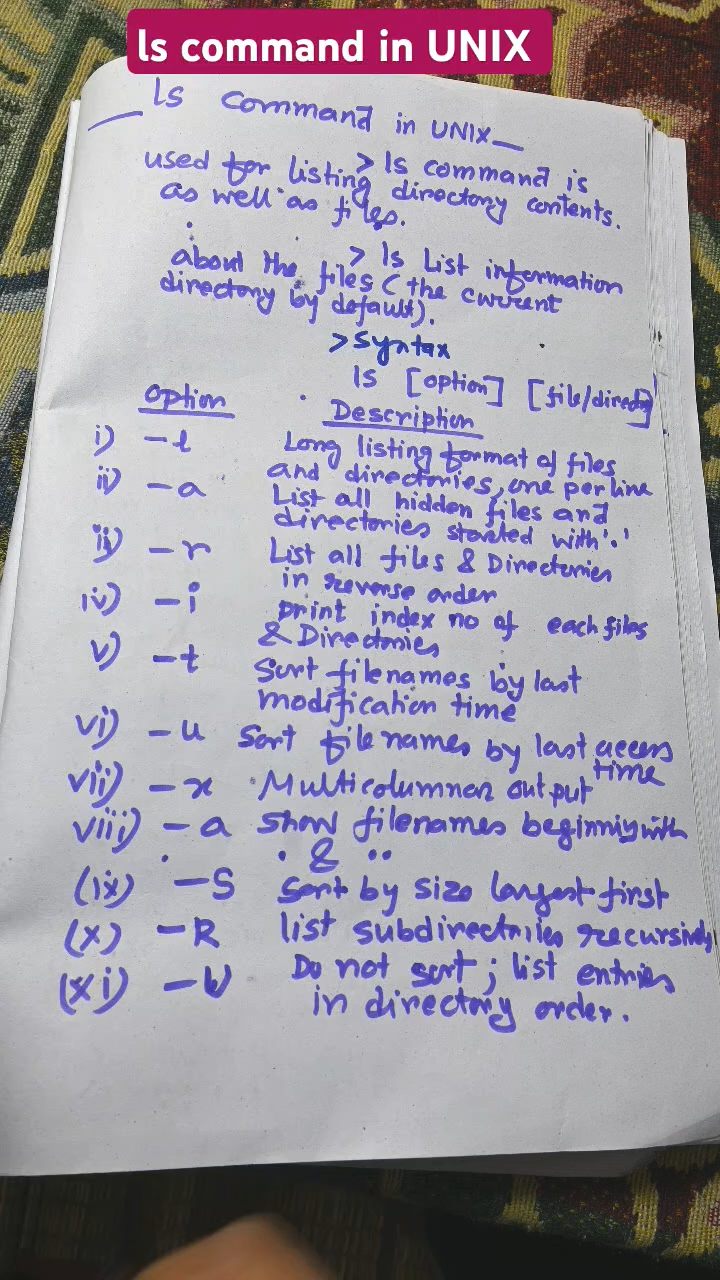 ls command in UNIX
ls Command in UNIX
> ls command is
used for listing directory contents.
as well as files.
> ls List information
about the files (the current
directory by default).
> Syntax
ls [option] [file/directory]
Option Description
i) -l Long listing format of files
and directories, one per line
ii) -a List all hidden files and
directories started with '.'
iii) -r List all files & Directories
in reverse order
iv) -i print index no of each files
& Directories
v) -t Sort filenames by last
modification time
vi) -u Sort file names by last access
time
vii) -x Multicolumnar output
viii) -a show filenames beginning with
. & ..
(ix) -S Sort by size largest first
(x) -R list subdirectories recursively
(xi) -U Do not sort; list entries
in directory order.